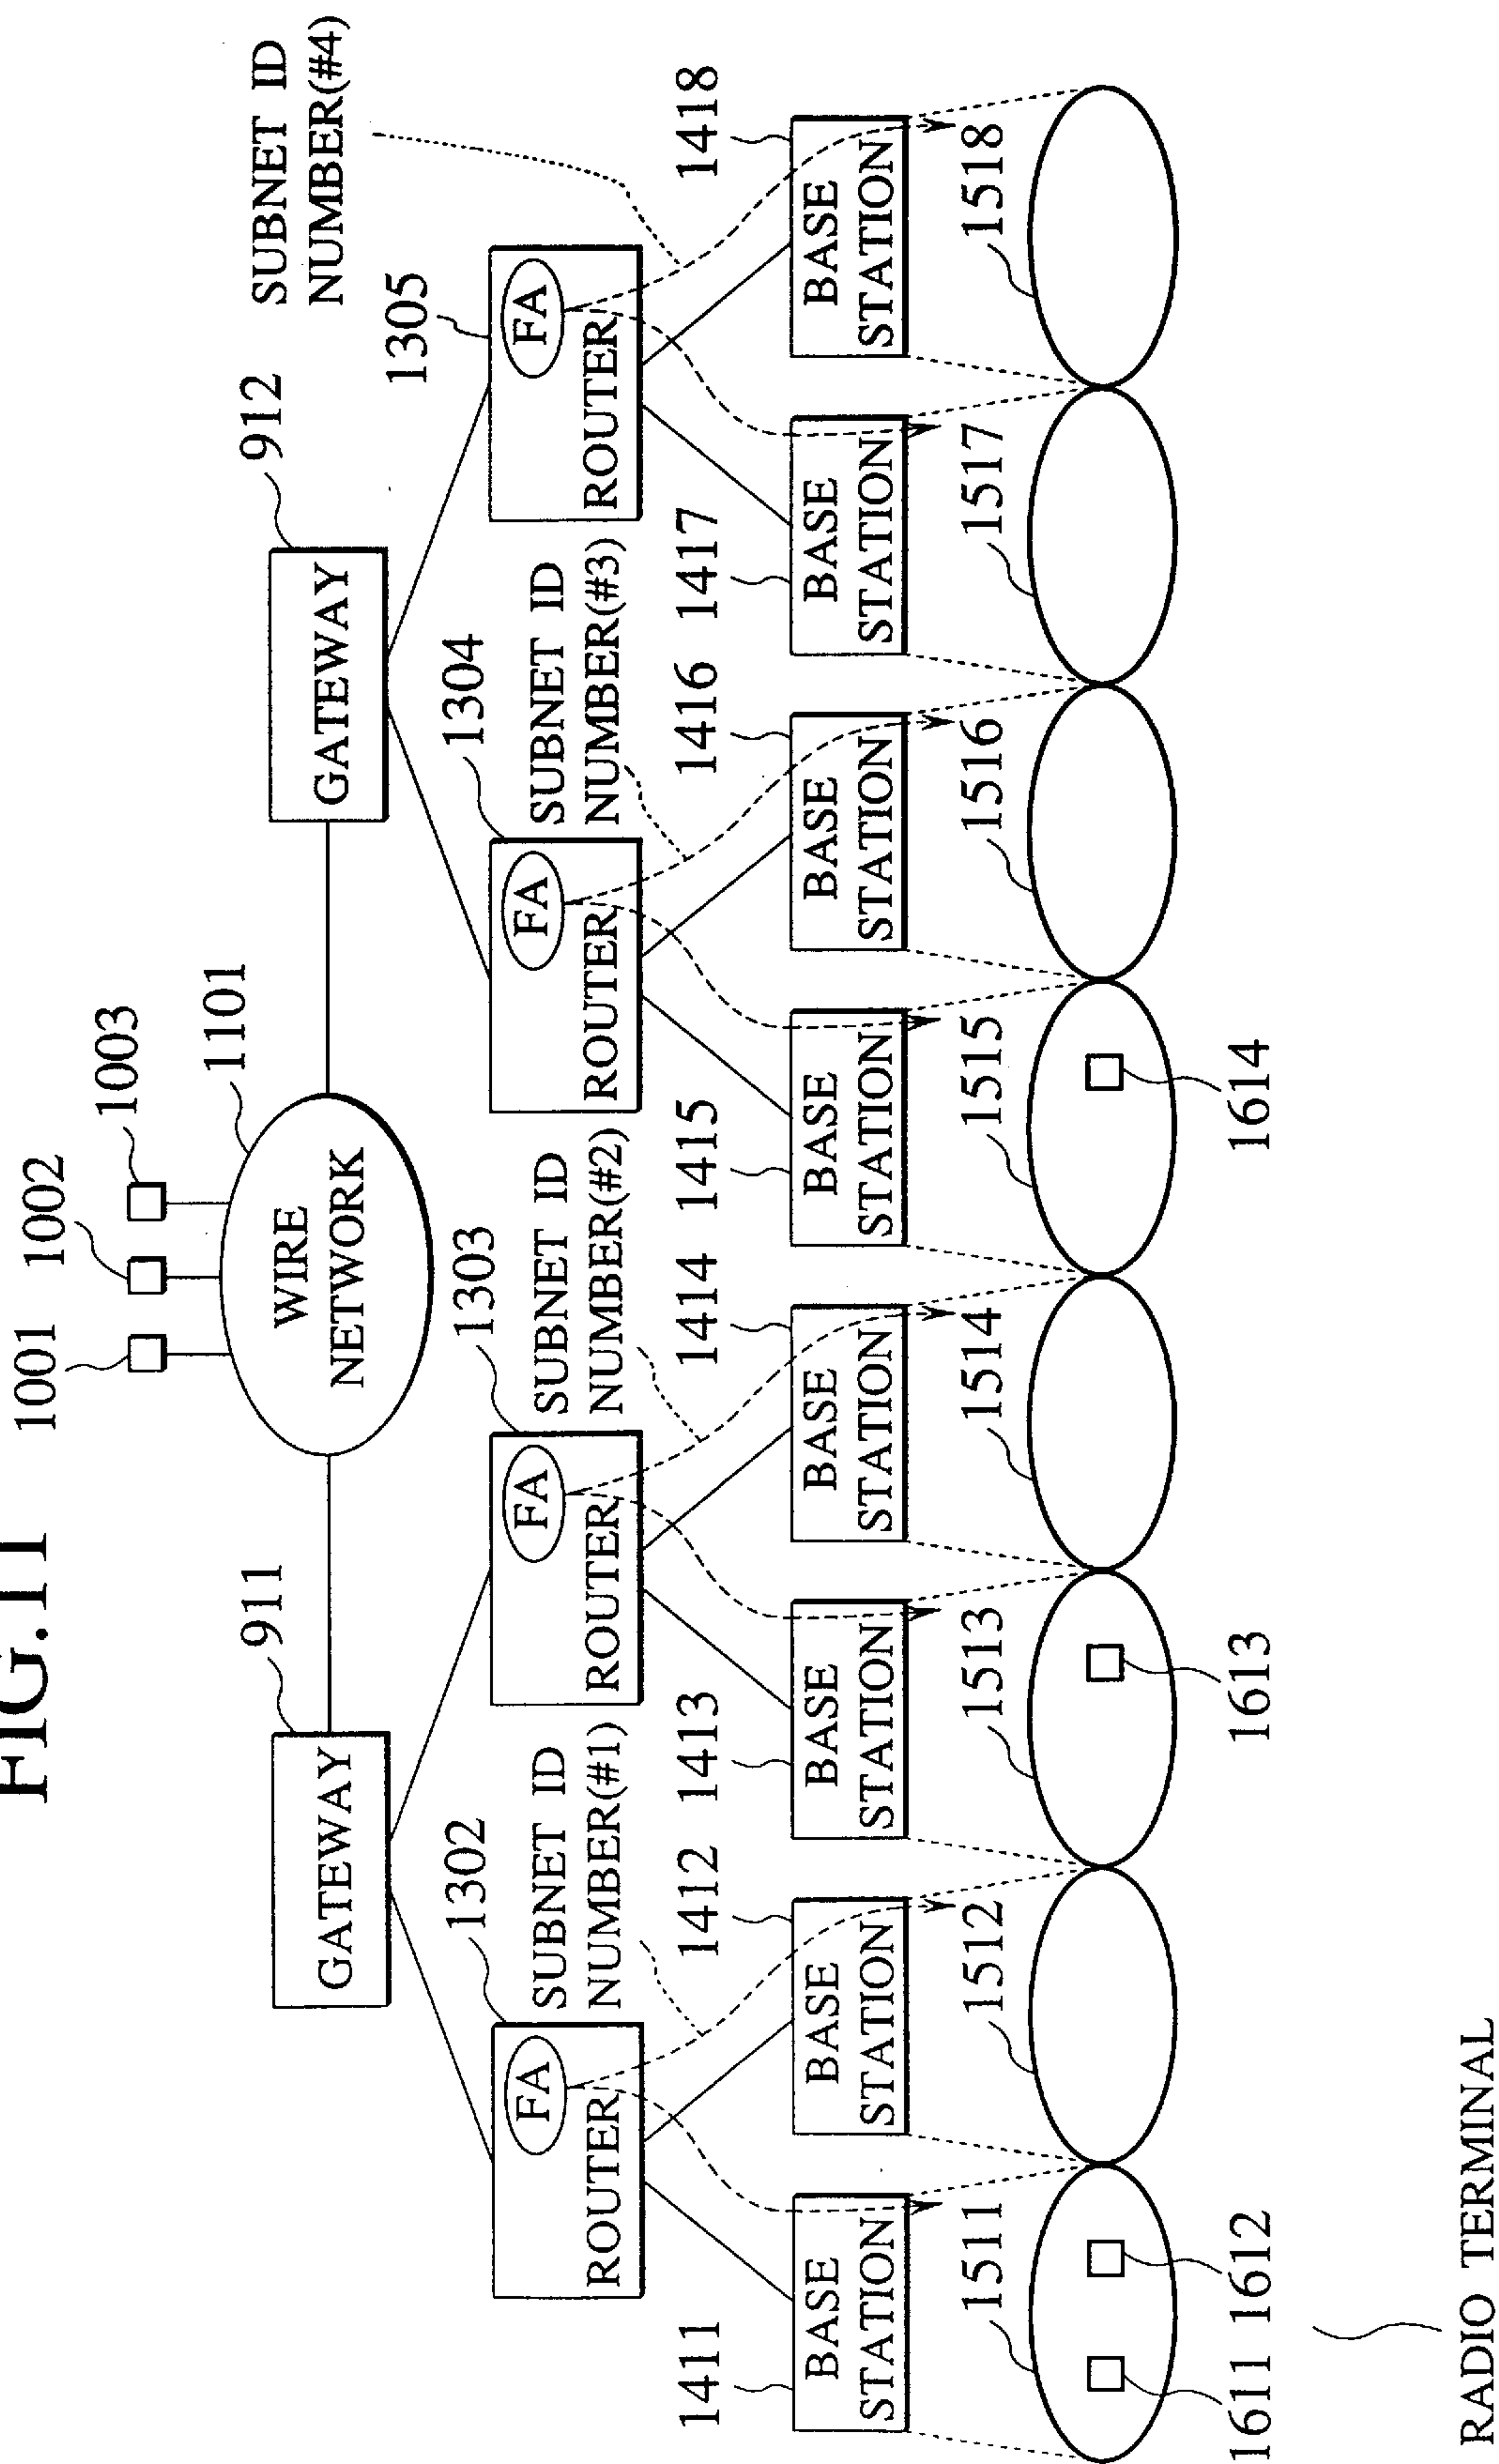 FIG.11
1001 1002 1003
1101
WIRE
NETWORK
911
GATEWAY
912
GATEWAY
1302
FA
ROUTER
SUBNET ID
NUMBER(#1)
1303
FA
ROUTER
SUBNET ID
NUMBER(#2)
1304
FA
ROUTER
SUBNET ID
NUMBER(#3)
1305
FA
ROUTER
SUBNET ID
NUMBER(#4)
1411
BASE
STATION
1412
BASE
STATION
1413
BASE
STATION
1414
BASE
STATION
1415
BASE
STATION
1416
BASE
STATION
1417
BASE
STATION
1418
BASE
STATION
1511
1512
1513
1514
1515
1516
1517
1518
1611 1612
1613
1614
RADIO TERMINAL